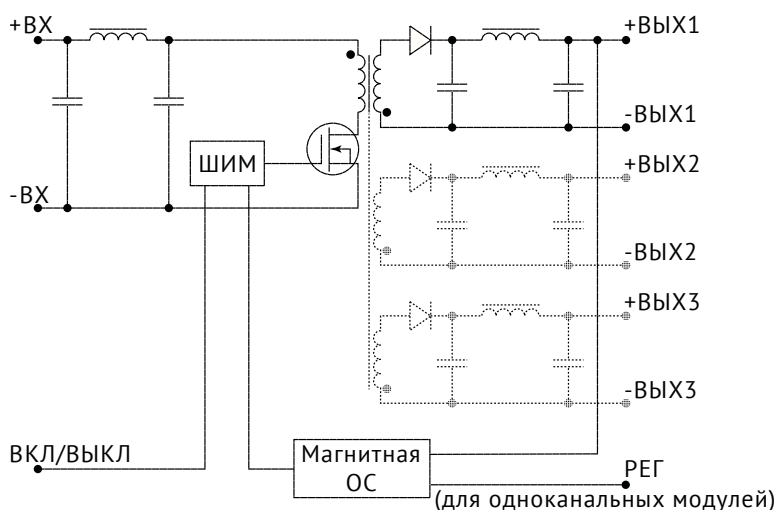 +ВХ
+ВЫХ1
-ВЫХ1
ШИМ
+ВЫХ2
-ВХ
-ВЫХ2
+ВЫХ3
-ВЫХ3
ВКЛ/ВЫКЛ
Магнитная
ОС
РЕГ
(для одноканальных модулей)